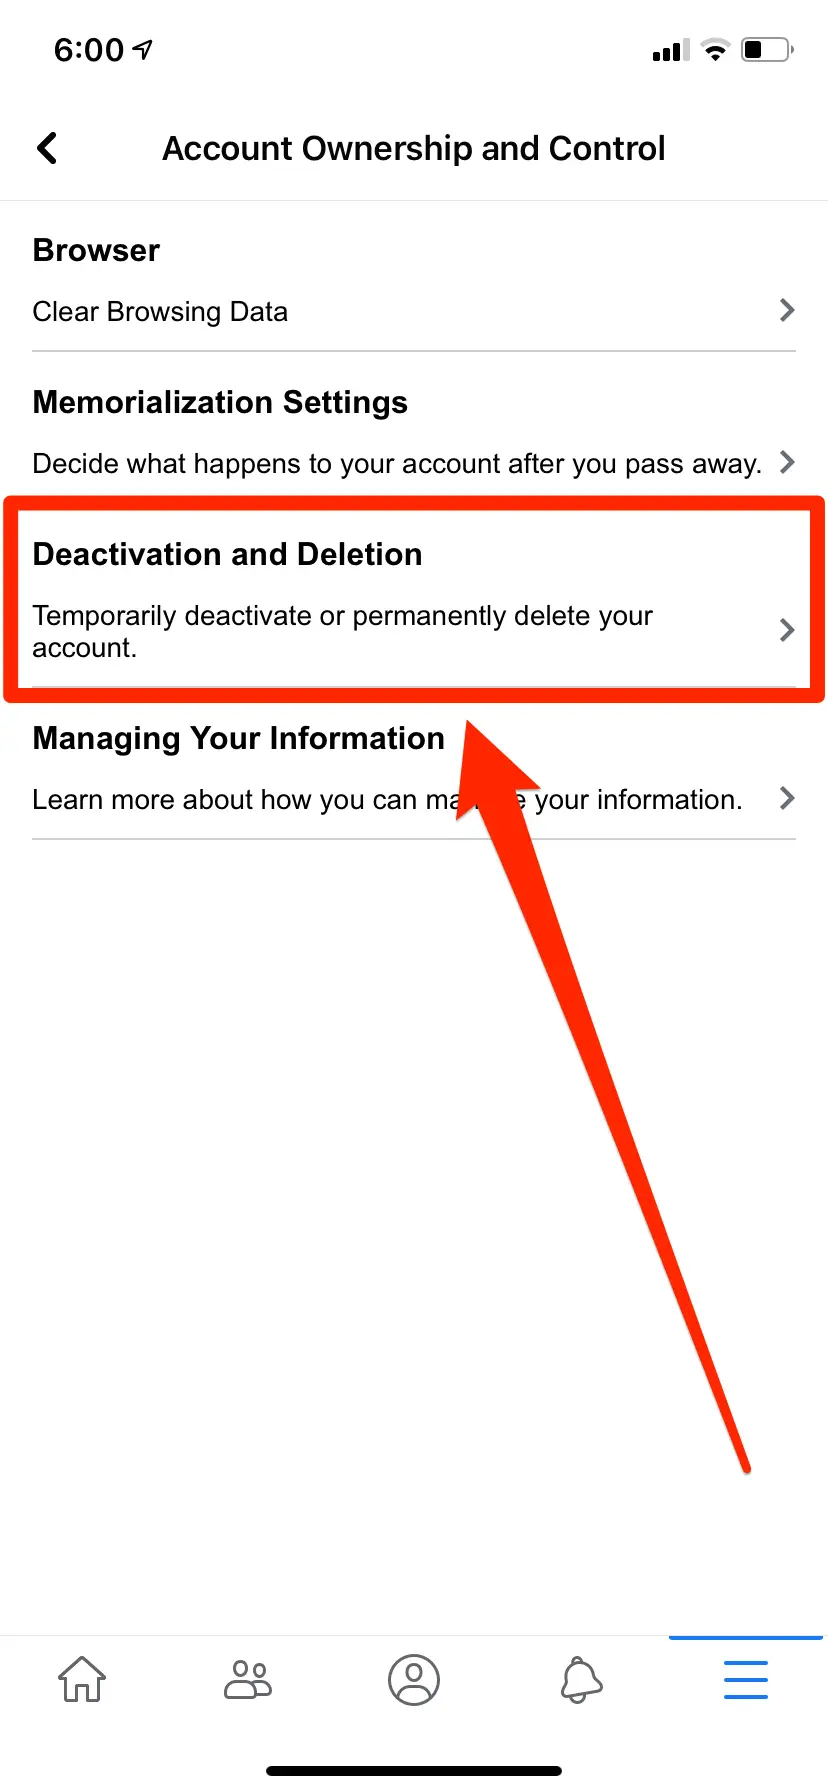 6:00
Account Ownership and Control
Browser
Clear Browsing Data
Memorialization Settings
Decide what happens to your account after you pass away.
Deactivation and Deletion
Temporarily deactivate or permanently delete your
account.
Managing Your Information
Learn more about how you can manage your information.